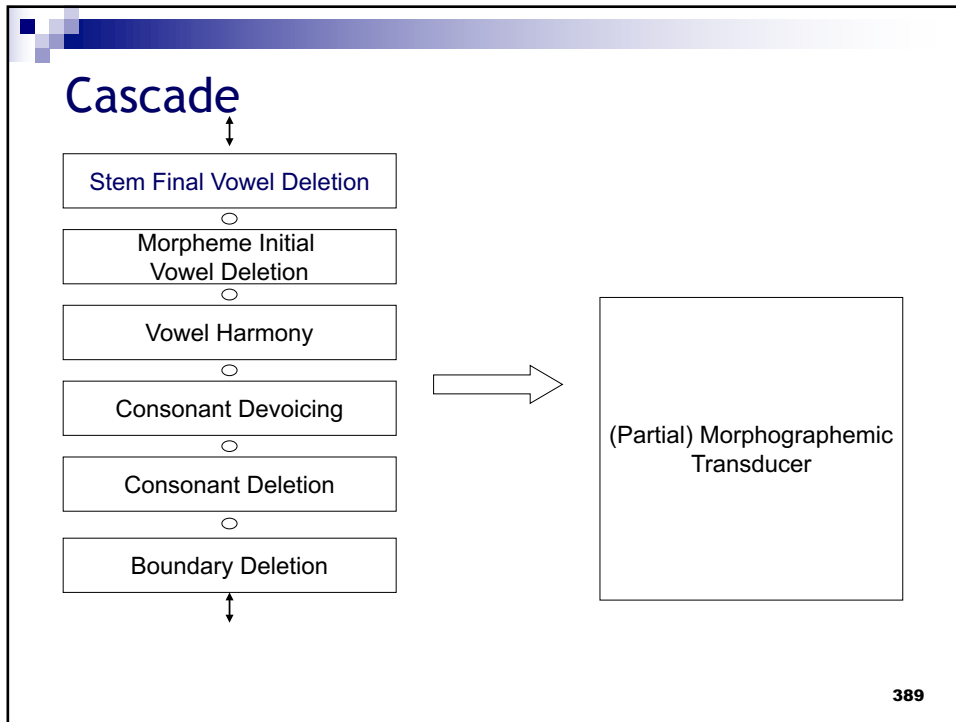 Cascade
Stem Final Vowel Deletion
Morpheme Initial
Vowel Deletion
Vowel Harmony
Consonant Devoicing
Consonant Deletion
Boundary Deletion
(Partial) Morphographemic
Transducer
389